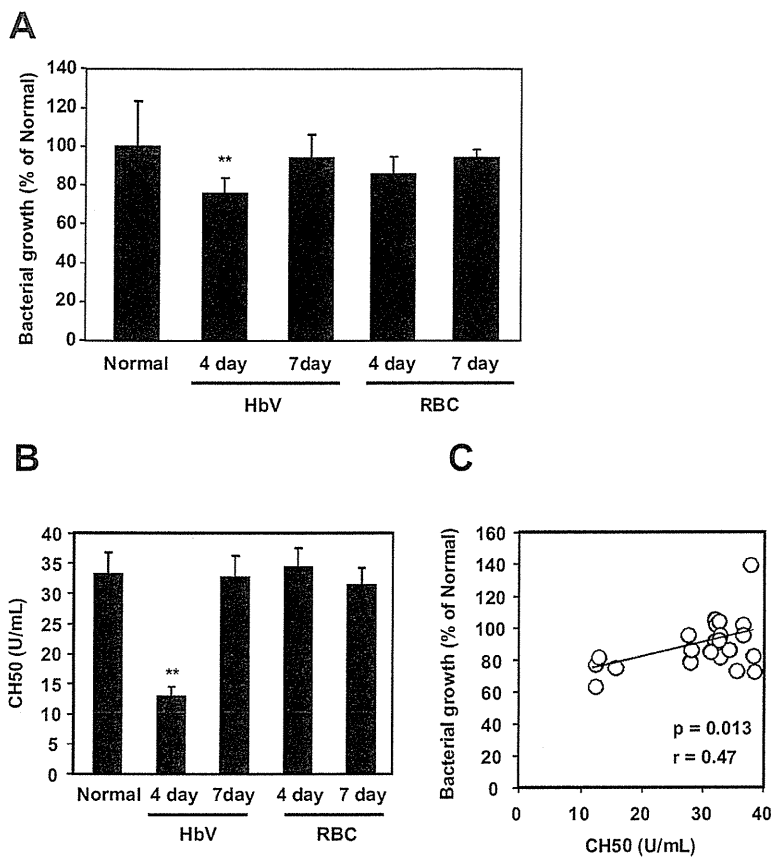 A
Bacterial growth (% of Normal)
140
120
100
80
60
40
20
0
**
Normal 4 day 7day 4 day 7 day
HbV RBC
B
CH50 (U/mL)
40
35
30
25
20
15
10
5
0
**
Normal 4 day 7day 4 day 7 day
HbV RBC
C
Bacterial growth (% of Normal)
160
140
120
100
80
60
40
20
0
p = 0.013
r = 0.47
0 10 20 30 40
CH50 (U/mL)